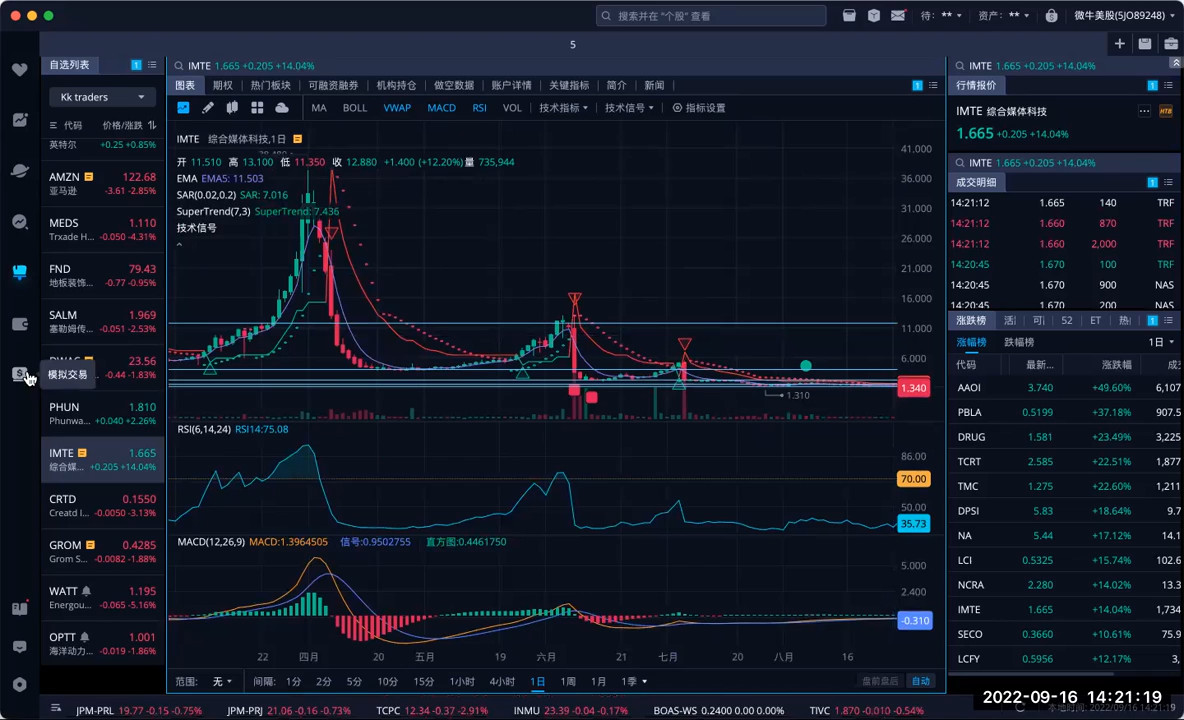 搜索并在 "个股" 查看
待: ** 资产: ** 微牛美股(5JO89248)
5
自选列表 1
Kk traders
代码 价格/涨跌
英特尔 +0.25 +0.85%
AMZN 122.68
亚马逊 -3.61 -2.85%
MEDS 1.110
Trxade H... -0.050 -4.31%
FND 79.43
地板装饰... -0.77 -0.95%
SALM 1.969
塞勒姆传... -0.051 -2.53%
DWAC 23.56
-0.44 -1.83%
模拟交易
PHUN 1.810
Phunwa... +0.040 +2.26%
IMTE 1.665
综合媒... +0.205 +14.04%
CRTD 0.1550
Creatd I... -0.0050 -3.13%
GROM 0.4285
Grom S... -0.0082 -1.88%
WATT 1.195
Energou... -0.065 -5.16%
OPTT 1.001
海洋动力... -0.019 -1.86%
IMTE 1.665 +0.205 +14.04%
图表 期权 热门板块 可融资融券 机构持仓 做空数据 账户详情 关键指标 简介 新闻 1
MA BOLL VWAP MACD RSI VOL 技术指标 技术信号 指标设置
IMTE 综合媒体科技,1日
开 11.510 高 13.100 低 11.350 收 12.880 +1.400 (+12.20%) 量 735,944
EMA EMA5: 11.503
SAR(0.02,0.2) SAR: 7.016
SuperTrend(7,3) SuperTrend: 7.436
技术信号
41.000
36.000
31.000
26.000
21.000
16.000
11.000
6.000
1.340
1.310
RSI(6,14,24) RSI14:75.08
86.00
70.00
50.00
35.73
MACD(12,26,9) MACD:1.3964505 信号:0.9502755 直方图:0.4461750
5.000
2.400
-0.310
22 四月 20 五月 19 六月 21 七月 20 八月 16
范围: 无 间隔: 1分 2分 5分 10分 15分 1小时 4小时 1日 1周 1月 1季 盘前盘后 自动
IMTE 1.665 +0.205 +14.04%
行情报价 1
IMTE 综合媒体科技 HTB
1.665 +0.205 +14.04%
IMTE 1.665 +0.205 +14.04%
成交明细 1
14:21:12 1.665 140 TRF
14:21:12 1.660 870 TRF
14:21:12 1.660 2,000 TRF
14:20:45 1.670 100 TRF
14:20:45 1.670 900 NAS
14:20:45 1.670 200 NAS
涨跌榜 52 ET 1
涨幅榜 跌幅榜 1日
代码 最新... 涨跌幅
AAOI 3.740 +49.60% 6,107
PBLA 0.5199 +37.18% 907.5
DRUG 1.581 +23.49% 3,225
TCRT 2.585 +22.51% 1,877
TMC 1.275 +22.60% 1,211
DPSI 5.83 +18.64% 9.7
NA 5.44 +17.12% 14.1
LCI 0.5325 +15.74% 102.6
NCRA 2.280 +14.02% 13.3
IMTE 1.665 +14.04% 1,734
SECO 0.3660 +10.61% 75.9
LCFY 0.5956 +12.17% 3,
2022-09-16 14:21:19
JPM-PRL 19.77 -0.15 -0.75% JPM-PRJ 21.06 -0.16 -0.73% TCPC 12.34 -0.37 -2.91% INMU 23.39 -0.04 -0.17% BOAS-WS 0.2400 0.00 0.00% TIVC 1.870 -0.010 -0.54%
本地时间: 2022/09/16 14:21:19